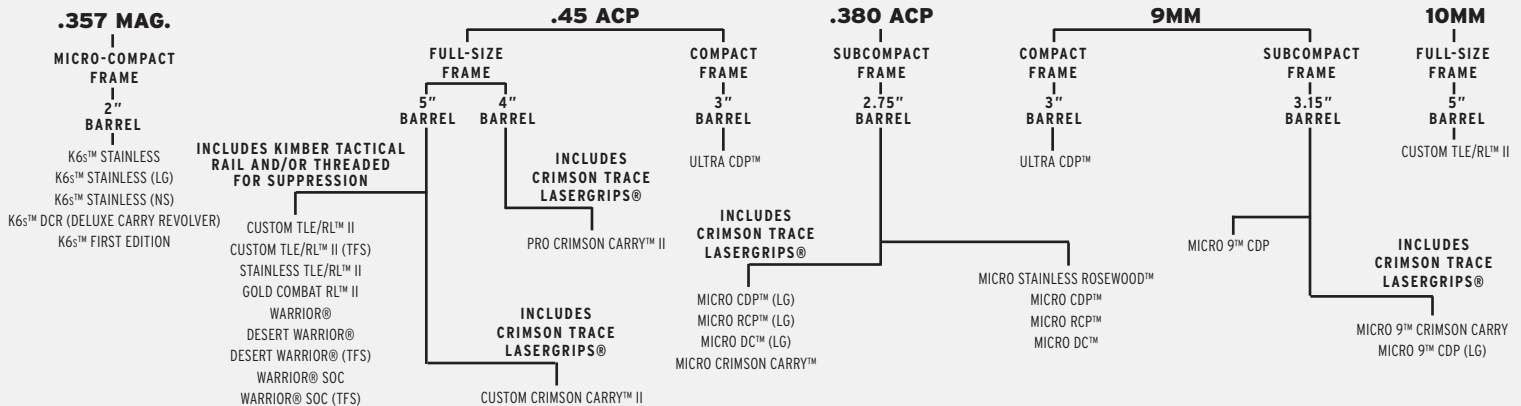 .357 MAG.
MICRO-COMPACT
FRAME
2"
BARREL
K6s™ STAINLESS
K6s™ STAINLESS (LG)
K6s™ STAINLESS (NS)
K6s™ DCR (DELUXE CARRY REVOLVER)
K6s™ FIRST EDITION
.45 ACP
FULL-SIZE
FRAME
5"
BARREL
INCLUDES KIMBER TACTICAL
RAIL AND/OR THREADED
FOR SUPPRESSION
CUSTOM TLE/RL™ II
CUSTOM TLE/RL™ II (TFS)
STAINLESS TLE/RL™ II
GOLD COMBAT RL™ II
WARRIOR®
DESERT WARRIOR®
DESERT WARRIOR® (TFS)
WARRIOR® SOC
WARRIOR® SOC (TFS)
INCLUDES
CRIMSON TRACE
LASERGRIPS®
CUSTOM CRIMSON CARRY™ II
4"
BARREL
INCLUDES
CRIMSON TRACE
LASERGRIPS®
PRO CRIMSON CARRY™ II
COMPACT
FRAME
3"
BARREL
ULTRA CDP™
.380 ACP
SUBCOMPACT
FRAME
2.75"
BARREL
INCLUDES
CRIMSON TRACE
LASERGRIPS®
MICRO CDP™ (LG)
MICRO RCP™ (LG)
MICRO DC™ (LG)
MICRO CRIMSON CARRY™
MICRO STAINLESS ROSEWOOD™
MICRO CDP™
MICRO RCP™
MICRO DC™
9MM
COMPACT
FRAME
3"
BARREL
ULTRA CDP™
SUBCOMPACT
FRAME
3.15"
BARREL
MICRO 9™ CDP
INCLUDES
CRIMSON TRACE
LASERGRIPS®
MICRO 9™ CRIMSON CARRY
MICRO 9™ CDP (LG)
10MM
FULL-SIZE
FRAME
5"
BARREL
CUSTOM TLE/RL™ II